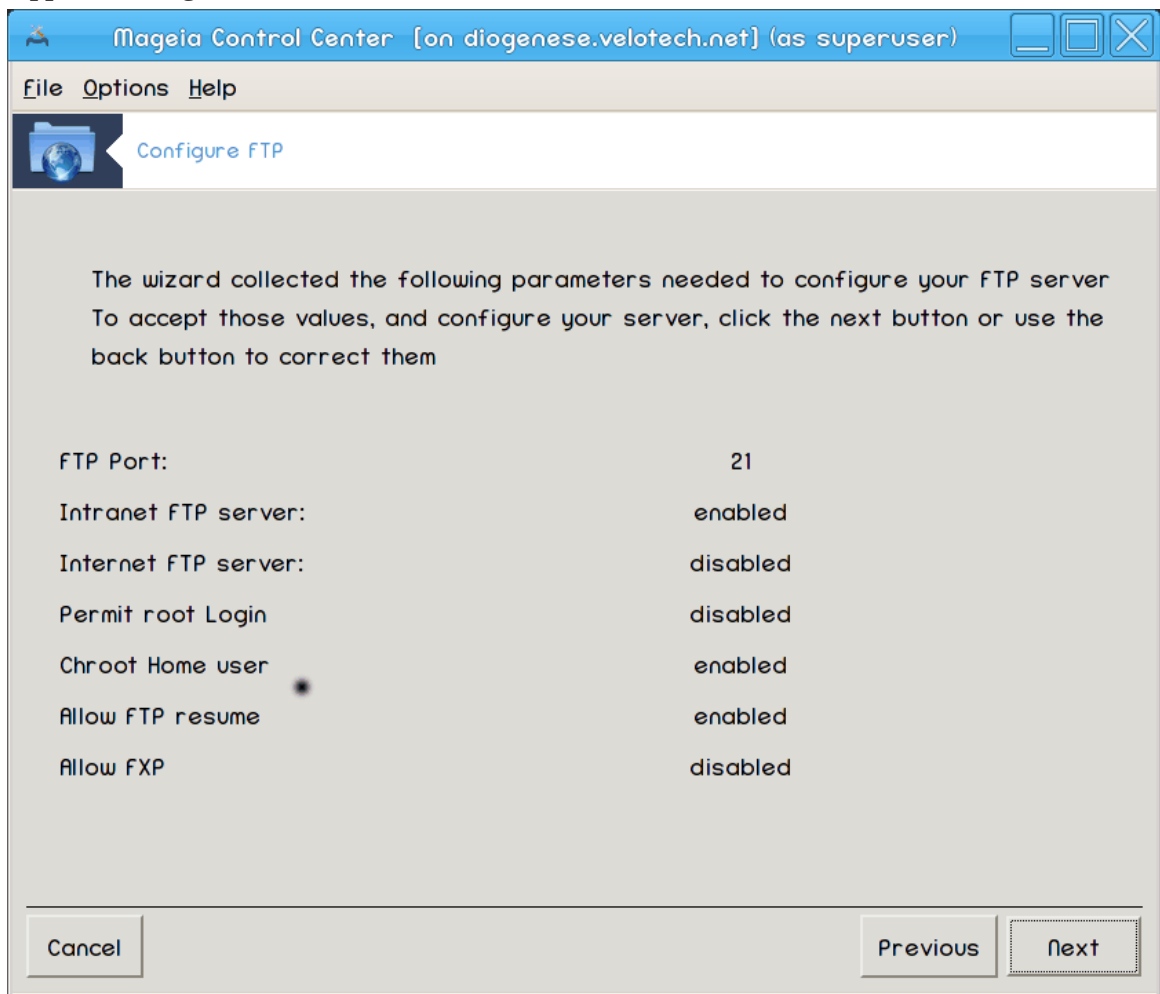 Mageia Control Center [on diogenese.velotech.net] (as superuser)
File Options Help
Configure FTP
The wizard collected the following parameters needed to configure your FTP server
To accept those values, and configure your server, click the next button or use the
back button to correct them
FTP Port: 21
Intranet FTP server: enabled
Internet FTP server: disabled
Permit root Login disabled
Chroot Home user enabled
Allow FTP resume enabled
Allow FXP disabled
Cancel Previous Next